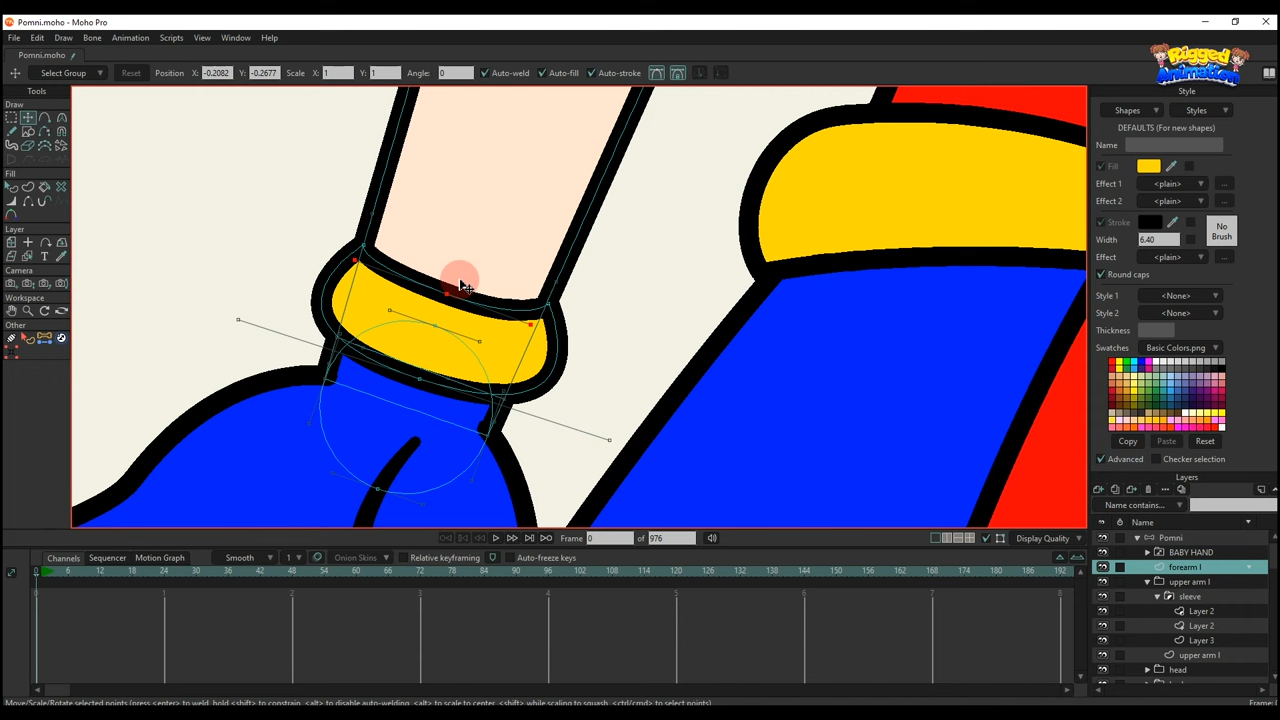 Pomni.moho - Moho Pro
File Edit Draw Bone Animation Scripts View Window Help
Pomni.moho
Select Group Reset Position X: -0.2082 Y: -0.2677 Scale X: 1 Y: 1 Angle: 0 Auto-weld Auto-fill Auto-stroke
Rigged Animation
Tools
Draw
Fill
Layer
Camera
Workspace
Other
Style
Shapes Styles
DEFAULTS (For new shapes)
Name
Fill
Effect 1 <plain> ...
Effect 2 <plain> ...
Stroke
No Brush
Width 6.40
Effect <plain> ...
Round caps
Style 1 <None>
Style 2 <None>
Thickness
Swatches Basic Colors.png
Copy Paste Reset
Advanced Checker selection
Layers
Name contains...
Name
Pomni
BABY HAND
forearm l
upper arm l
sleeve
Layer 2
Layer 2
Layer 3
upper arm l
head
Frame 0 of 976 Display Quality
Channels Sequencer Motion Graph Smooth 1 Onion Skins Relative keyframing Auto-freeze keys
0 6 12 18 24 30 36 42 48 54 60 66 72 78 84 90 96 102 108 114 120 126 132 138 144 150 156 162 168 174 180 186 192
0 1 2 3 4 5 6 7 8
Move/Scale/Rotate selected points (press <enter> to weld, hold <shift> to constrain, <alt> to disable auto-welding, <alt> to scale to center, <shift> while scaling to squash, <ctrl/cmd> to select points)
Frame: